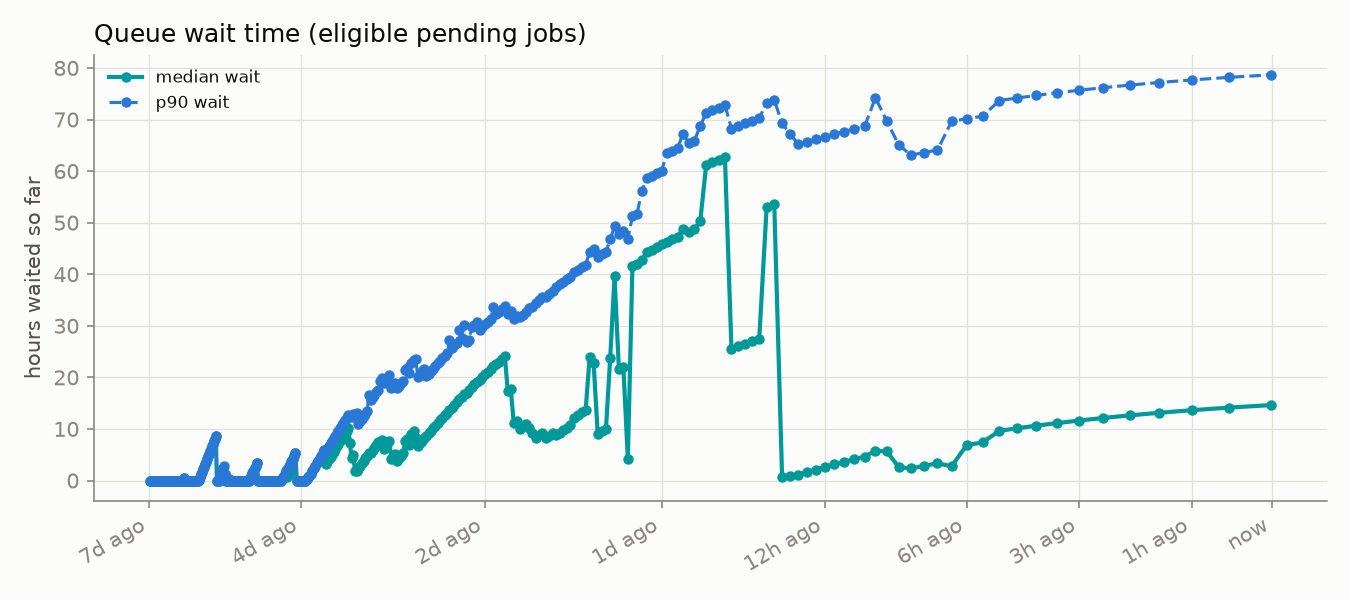 Queue wait time (eligible pending jobs)
median wait
p90 wait
hours waited so far
80
70
60
50
40
30
20
10
0
7d ago
4d ago
2d ago
1d ago
12h ago
6h ago
3h ago
1h ago
now